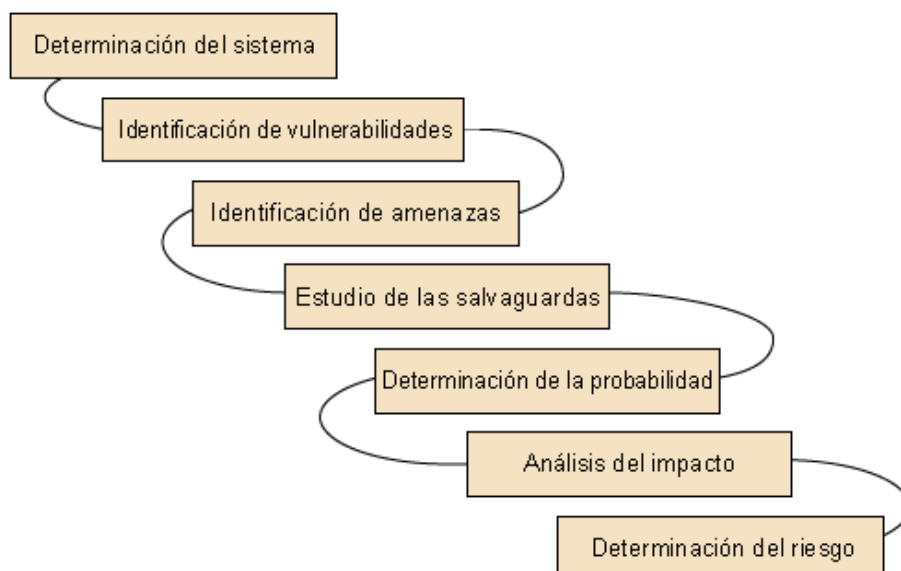 Determinación del sistema
Identificación de vulnerabilidades
Identificación de amenazas
Estudio de las salvaguardas
Determinación de la probabilidad
Análisis del impacto
Determinación del riesgo